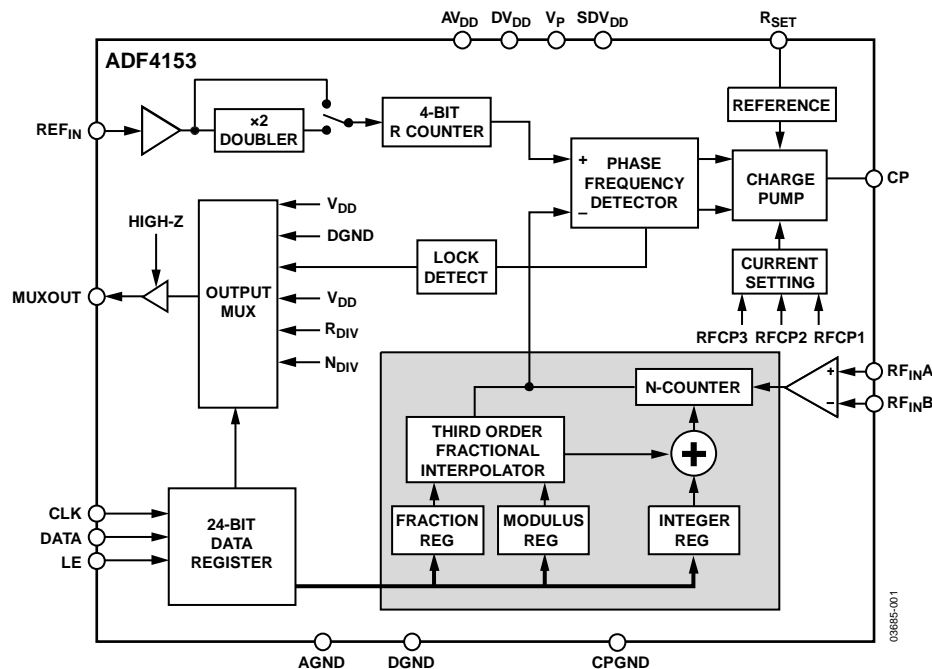 AVDD DVDD VP SDVDD RSET
ADF4153
REFIN
×2
DOUBLER
4-BIT
R COUNTER
REFERENCE
+
−
PHASE
FREQUENCY
DETECTOR
CHARGE
PUMP
CP
HIGH-Z
MUXOUT
OUTPUT
MUX
VDD
DGND
LOCK
DETECT
VDD
RDIV
NDIV
CURRENT
SETTING
RFCP3 RFCP2 RFCP1
N-COUNTER
+
−
RFINA
RFINB
THIRD ORDER
FRACTIONAL
INTERPOLATOR
+
CLK
DATA
LE
24-BIT
DATA
REGISTER
FRACTION
REG
MODULUS
REG
INTEGER
REG
AGND DGND CPGND
03685-001